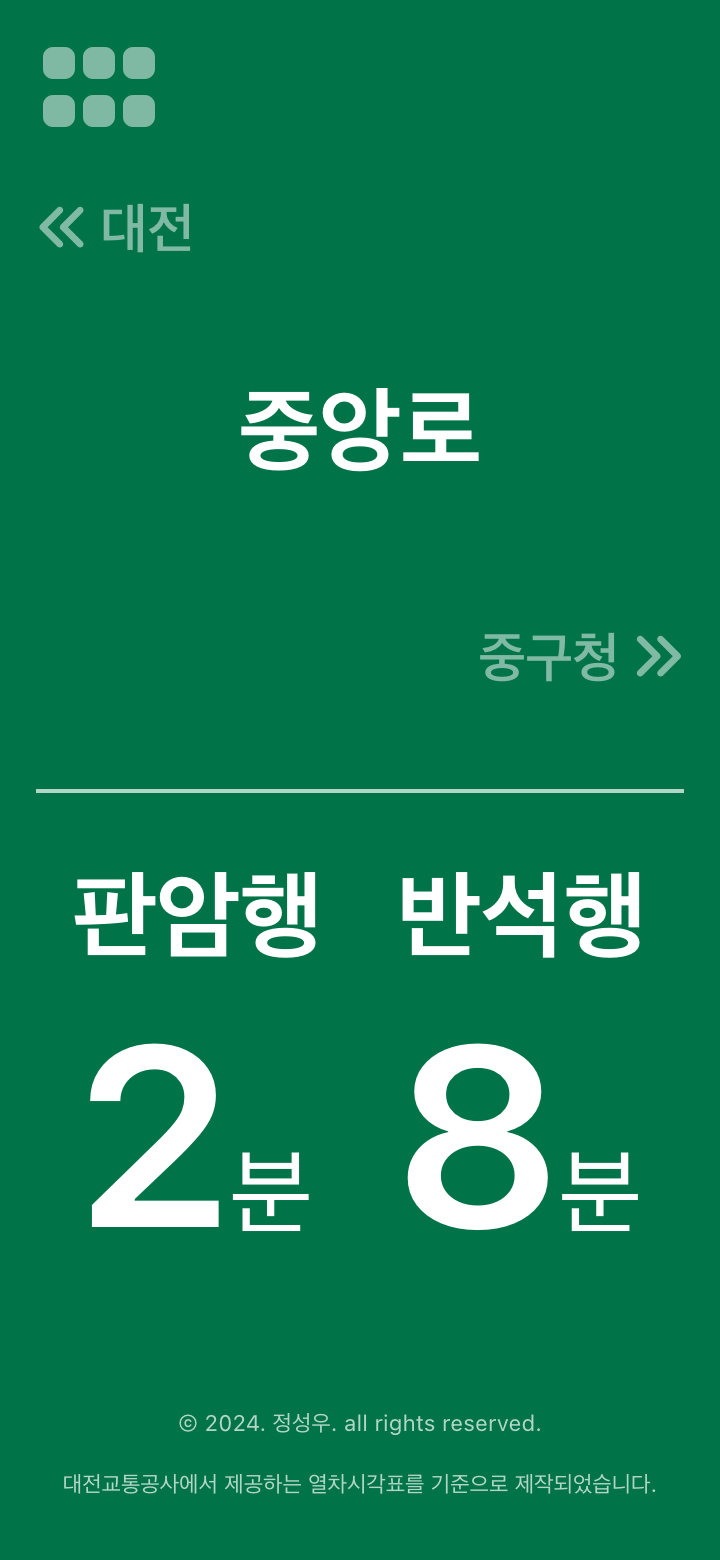 대전
중앙로
중구청
판암행 반석행
2분 8분
© 2024. 정성우. all rights reserved.
대전교통공사에서 제공하는 열차시각표를 기준으로 제작되었습니다.